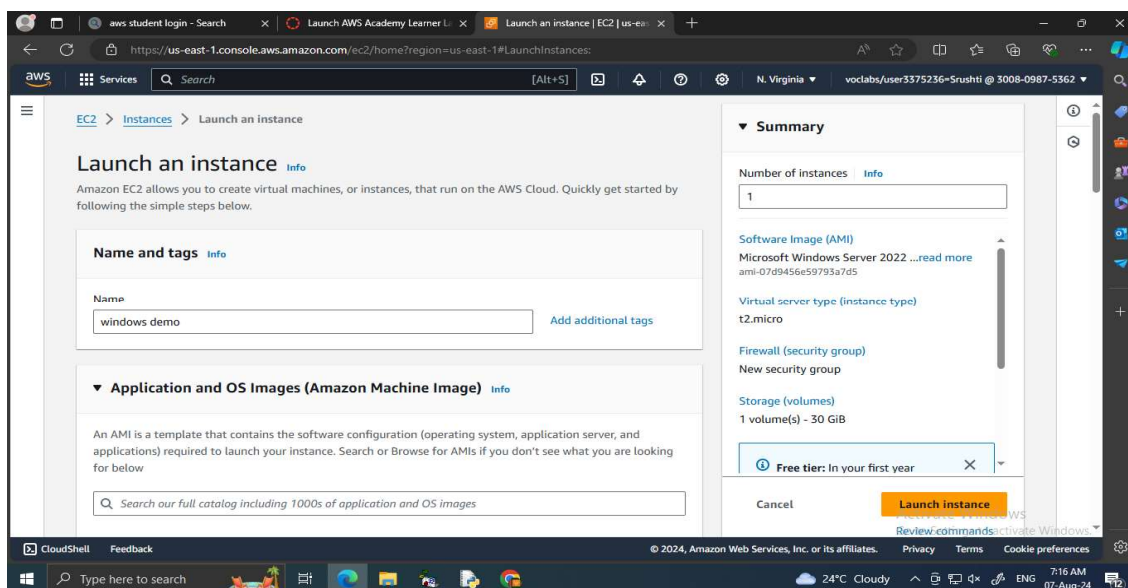 aws student login - Search
Launch AWS Academy Learner L
Launch an instance | EC2 | us-eas
https://us-east-1.console.aws.amazon.com/ec2/home?region=us-east-1#LaunchInstances:
aws Services Search [Alt+S] N. Virginia voclabs/user3375236=Srushti @ 3008-0987-5362
EC2 > Instances > Launch an instance
Launch an instance Info
Amazon EC2 allows you to create virtual machines, or instances, that run on the AWS Cloud. Quickly get started by
following the simple steps below.
Name and tags Info
Name
windows demo
Add additional tags
Application and OS Images (Amazon Machine Image) Info
An AMI is a template that contains the software configuration (operating system, application server, and
applications) required to launch your instance. Search or Browse for AMIs if you don't see what you are looking
for below
Search our full catalog including 1000s of application and OS images
Summary
Number of instances Info
1
Software Image (AMI)
Microsoft Windows Server 2022 ...read more
ami-07d9456e59793a7d5
Virtual server type (instance type)
t2.micro
Firewall (security group)
New security group
Storage (volumes)
1 volume(s) - 30 GiB
Free tier: In your first year
Cancel
Launch instance
Review commands
CloudShell Feedback © 2024, Amazon Web Services, Inc. or its affiliates. Privacy Terms Cookie preferences
Type here to search
24°C Cloudy
ENG
7:16 AM
07-Aug-24